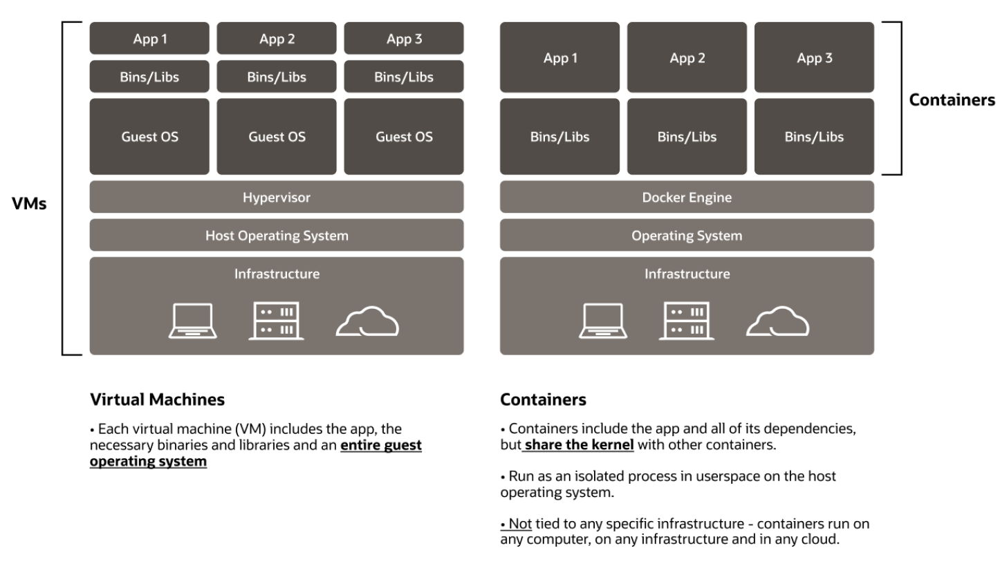 VMs
App 1
App 2
App 3
Bins/Libs
Bins/Libs
Bins/Libs
Guest OS
Guest OS
Guest OS
Hypervisor
Host Operating System
Infrastructure
App 1
App 2
App 3
Bins/Libs
Bins/Libs
Bins/Libs
Docker Engine
Operating System
Infrastructure
Containers
Virtual Machines
• Each virtual machine (VM) includes the app, the
necessary binaries and libraries and an entire guest
operating system
Containers
• Containers include the app and all of its dependencies,
but share the kernel with other containers.
• Run as an isolated process in userspace on the host
operating system.
• Not tied to any specific infrastructure - containers run on
any computer, on any infrastructure and in any cloud.